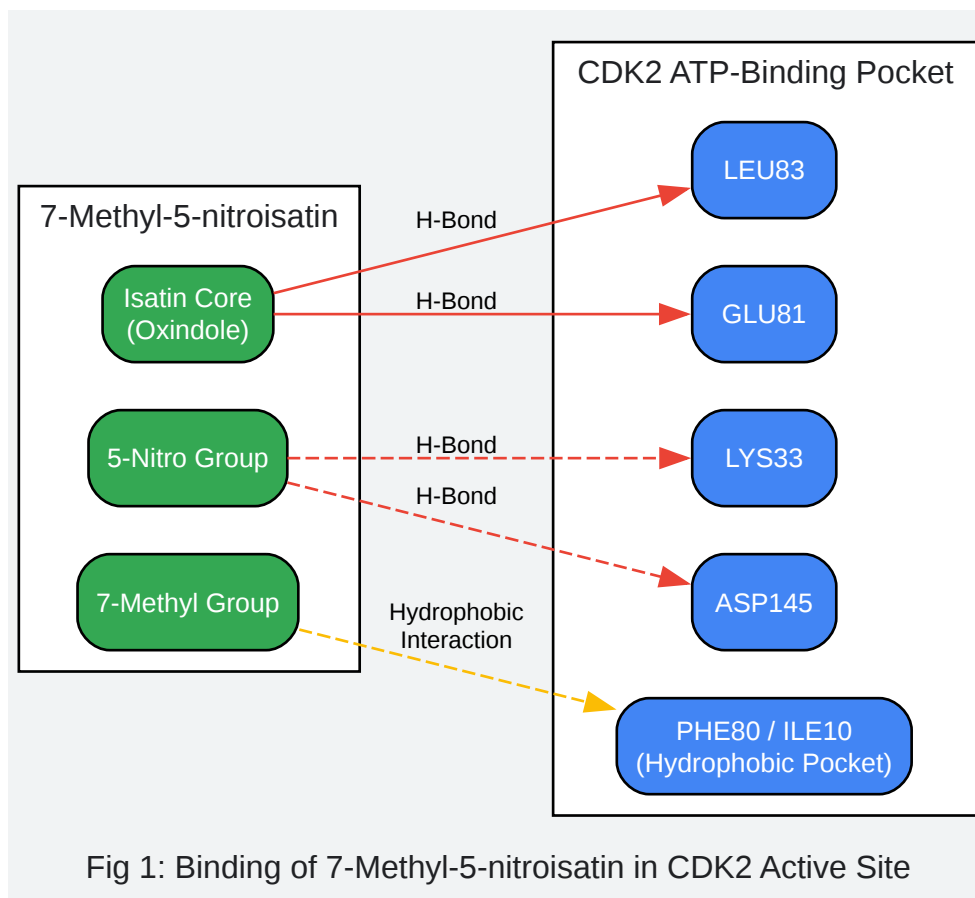 CDK2 ATP-Binding Pocket
LEU83
7-Methyl-5-nitroisatin
H-Bond
Isatin Core
(Oxindole)
H-Bond
GLU81
5-Nitro Group
H-Bond
LYS33
H-Bond
7-Methyl Group
Hydrophobic
Interaction
ASP145
PHE80 / ILE10
(Hydrophobic Pocket)
Fig 1: Binding of 7-Methyl-5-nitroisatin in CDK2 Active Site